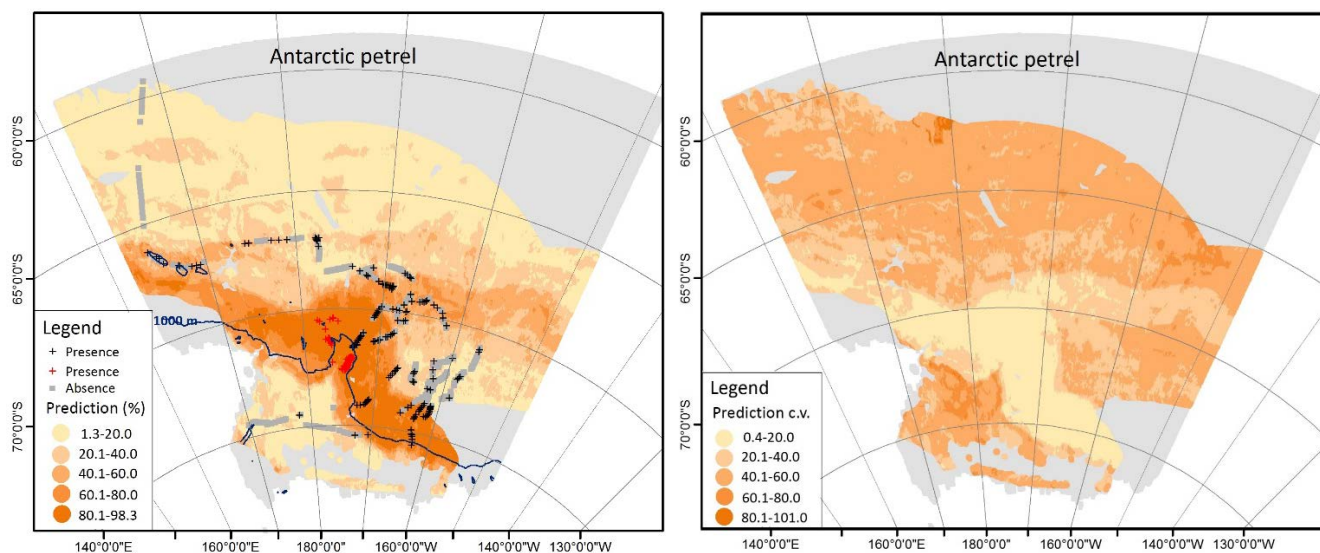 Antarctic petrel
60°0'0"S
65°0'0"S
70°0'0"S
1000 m
Legend
Presence
Presence
Absence
Prediction (%)
1.3-20.0
20.1-40.0
40.1-60.0
60.1-80.0
80.1-98.3
140°0'0"E
160°0'0"E
180°0'0"
160°0'0"W
140°0'0"W
130°0'0"W
Antarctic petrel
60°0'0"S
65°0'0"S
70°0'0"S
Legend
Prediction c.v.
0.4-20.0
20.1-40.0
40.1-60.0
60.1-80.0
80.1-101.0
140°0'0"E
160°0'0"E
180°0'0"
160°0'0"W
140°0'0"W
130°0'0"W